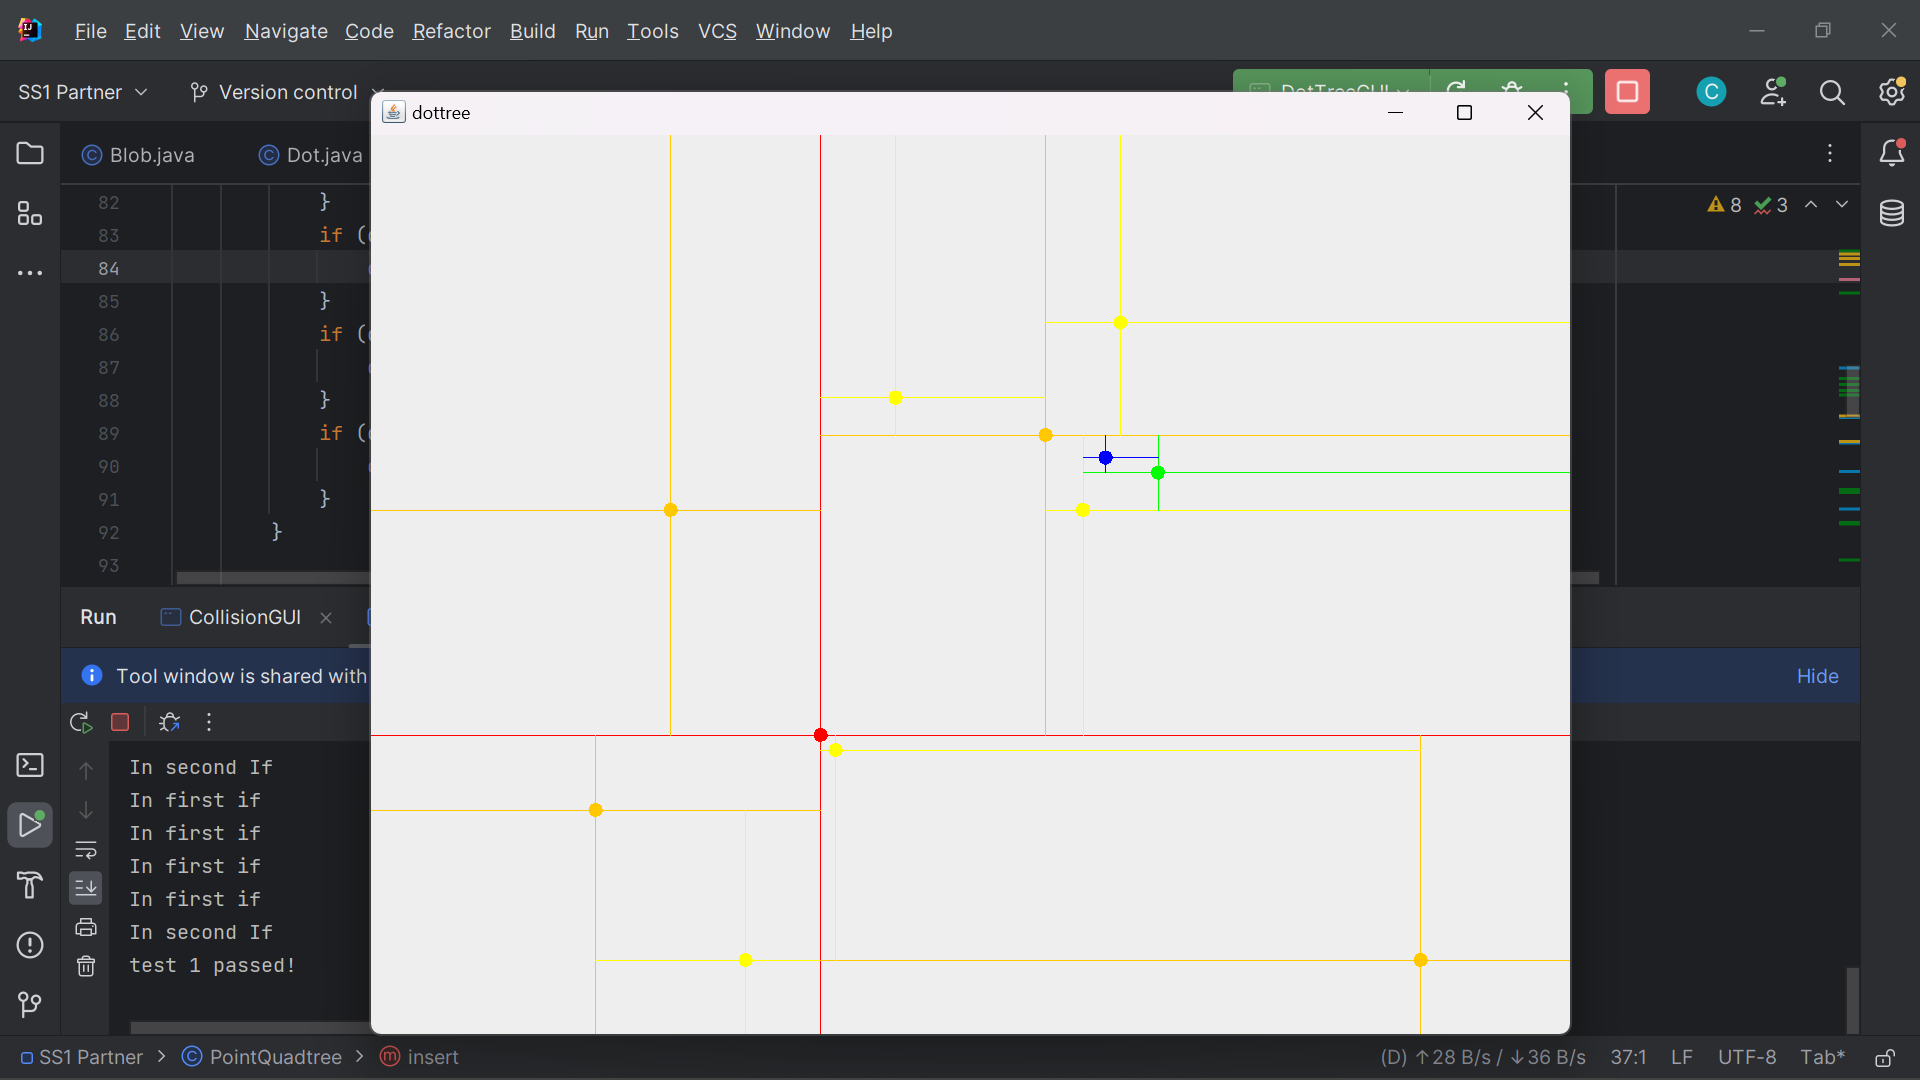 File Edit View Navigate Code Refactor Build Run Tools VCS Window Help
SS1 Partner Version control C
dottree
Blob.java Dot.java
82 }
83 if (
84
85 }
86 if (
87
88 }
89 if (
90
91 }
92 }
93
8 3
Run CollisionGUI
Tool window is shared with Hide
In second If
In first if
In first if
In first if
In first if
In second If
test 1 passed!
SS1 Partner > PointQuadtree > insert (D) ↑28 B/s / ↓36 B/s 37:1 LF UTF-8 Tab*